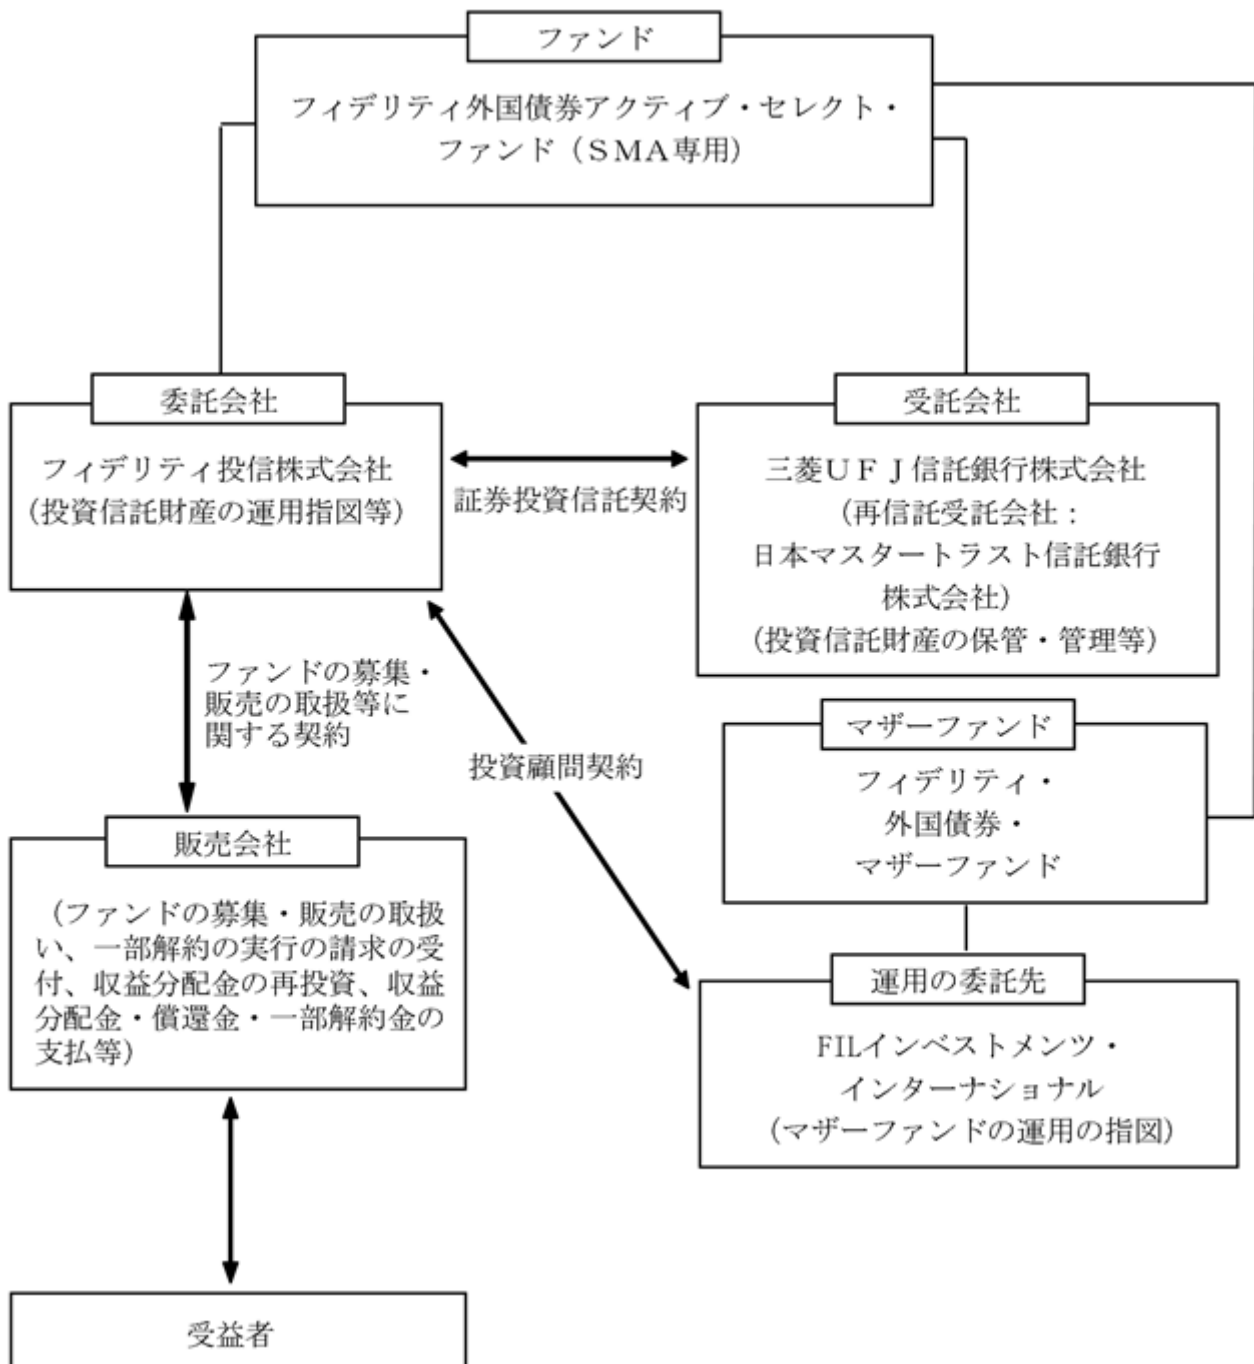 ファンド
フィデリティ外国債券アクティブ・セレクト・
ファンド（ＳＭＡ専用）
委託会社
フィデリティ投信株式会社
（投資信託財産の運用指図等）
証券投資信託契約
受託会社
三菱ＵＦＪ信託銀行株式会社
（再信託受託会社：
日本マスタートラスト信託銀行
株式会社）
（投資信託財産の保管・管理等）
ファンドの募集・
販売の取扱等に
関する契約
投資顧問契約
マザーファンド
フィデリティ・
外国債券・
マザーファンド
販売会社
（ファンドの募集・販売の取扱
い、一部解約の実行の請求の受
付、収益分配金の再投資、収益
分配金・償還金・一部解約金の
支払等）
運用の委託先
FILインベストメンツ・
インターナショナル
（マザーファンドの運用の指図）
受益者